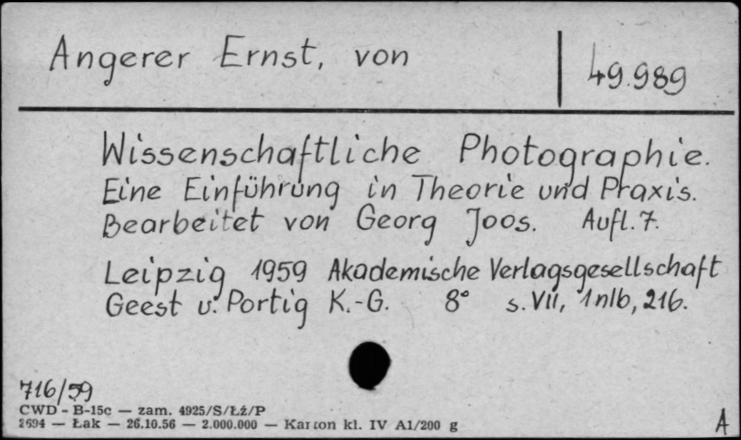 Angerer Ernst, von
49.989
Wissenschaftliche Photographie.
Eine Einführung in Theorie und Praxis.
Bearbeitet von Georg Joos. Aufl. 7.
Leipzig 1959 Akademische Verlagsgesellschaft
Geest u. Portig K.-G. 8° s. VII, 1 nlb, 216.
716/59
CWD - B-15c — zam. 4925/S/Łź/P
2694 — Łak — 26.10.56 — 2.000.000 — Karton kl. IV A1/200 g
A